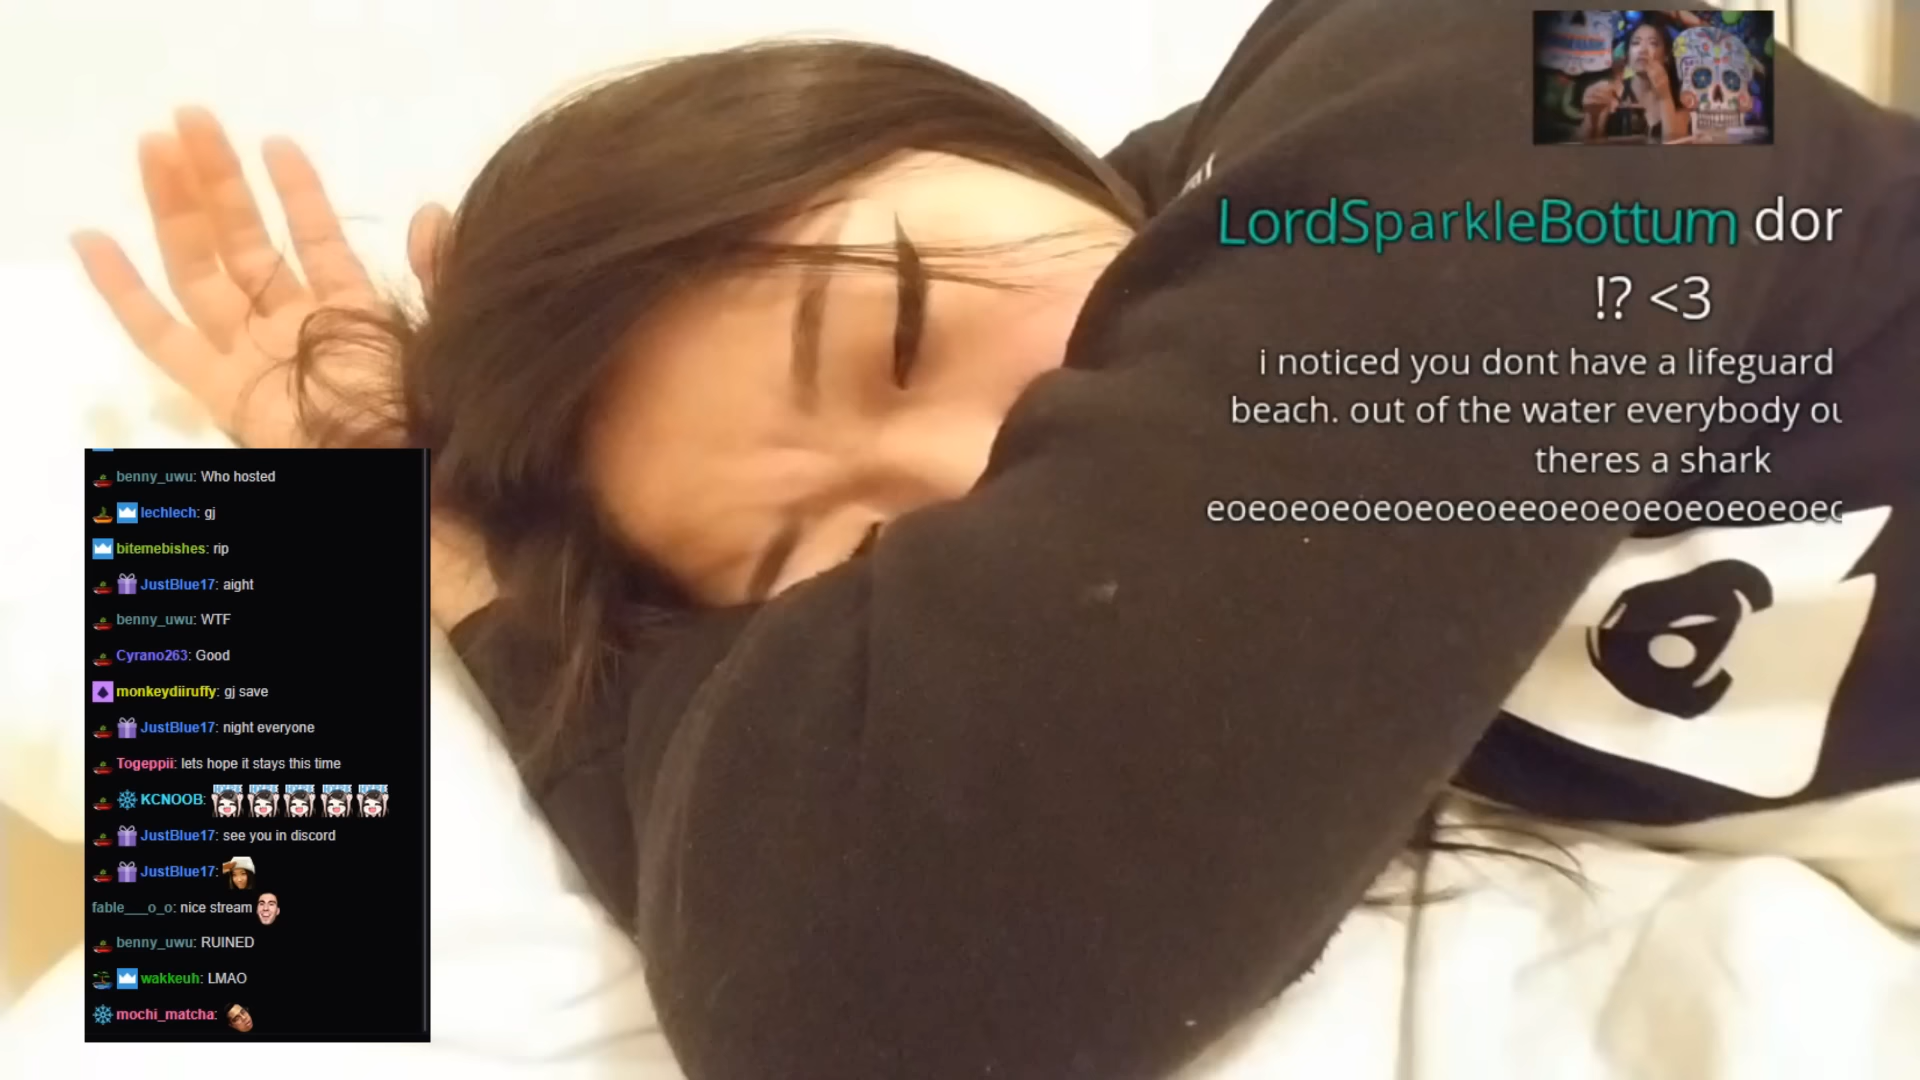 LordSparkleBottum dor
!? <3
i noticed you dont have a lifeguard
beach. out of the water everybody ou
theres a shark
eoeoeoeoeoeoeoeeoeoeoeoeoeoeoec
benny_uwu: Who hosted
lechlech: gj
bitemebishes: rip
JustBlue17: aight
benny_uwu: WTF
Cyrano263: Good
monkeydiiruffy: gj save
JustBlue17: night everyone
Togeppii: lets hope it stays this time
KCNOOB:
JustBlue17: see you in discord
JustBlue17:
fable___o_o: nice stream
benny_uwu: RUINED
wakkeuh: LMAO
mochi_matcha: